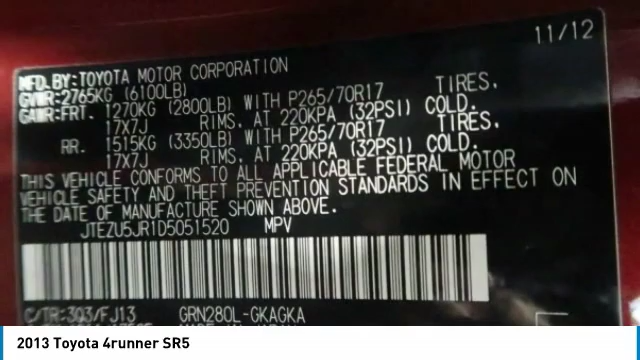 11/12
MFD.BY:TOYOTA MOTOR CORPORATION
GVWR:2765KG (6100LB)
GAWR:FRT. 1270KG (2800LB) WITH P265/70R17 TIRES,
17X7J RIMS, AT 220KPA (32PSI) COLD.
RR. 1515KG (3350LB) WITH P265/70R17 TIRES,
17X7J RIMS, AT 220KPA (32PSI) COLD.
THIS VEHICLE CONFORMS TO ALL APPLICABLE FEDERAL MOTOR
VEHICLE SAFETY AND THEFT PREVENTION STANDARDS IN EFFECT ON
THE DATE OF MANUFACTURE SHOWN ABOVE.
JTEZU5JR1D5051520 MPV
C/TR:3Q3/FJ13 GRN280L-GKAGKA
2013 Toyota 4runner SR5